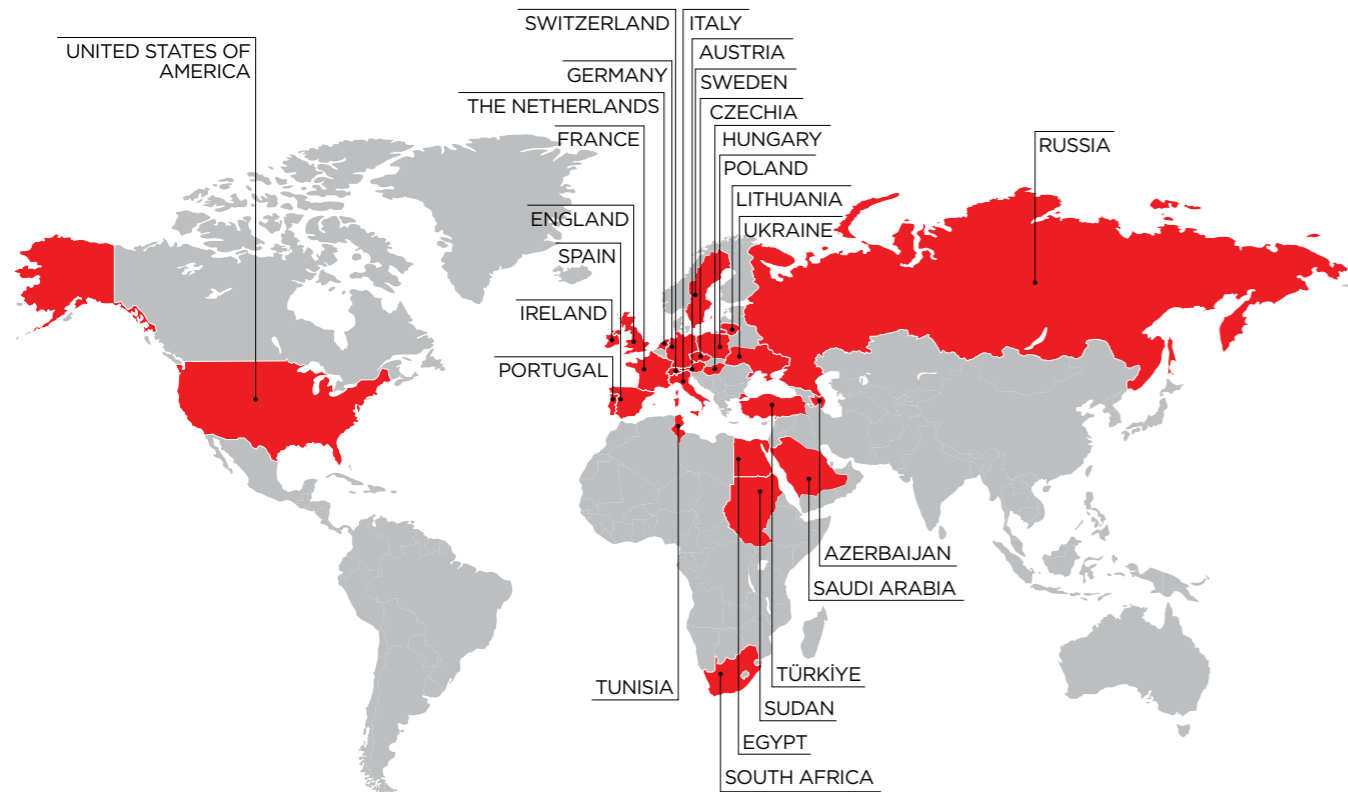 SWITZERLAND
ITALY
UNITED STATES OF
AMERICA
AUSTRIA
GERMANY
SWEDEN
THE NETHERLANDS
CZECHIA
FRANCE
HUNGARY
RUSSIA
POLAND
LITHUANIA
ENGLAND
UKRAINE
SPAIN
IRELAND
PORTUGAL
AZERBAIJAN
SAUDI ARABIA
TUNISIA
TÜRKİYE
SUDAN
EGYPT
SOUTH AFRICA